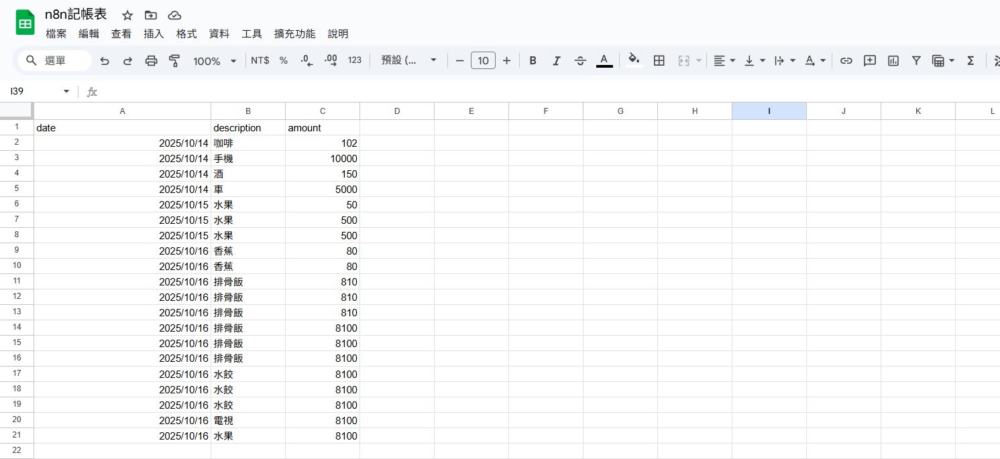 n8n記帳表
檔案 編輯 查看 插入 格式 資料 工具 擴充功能 說明
選單 100% NT$ % .0 .00 123 預設 (... 10 B I A A
I39 fx
A B C D E F G H I J K L
1 date description amount
2 2025/10/14 咖啡 102
3 2025/10/14 手機 10000
4 2025/10/14 酒 150
5 2025/10/14 車 5000
6 2025/10/15 水果 50
7 2025/10/15 水果 500
8 2025/10/15 水果 500
9 2025/10/16 香蕉 80
10 2025/10/16 香蕉 80
11 2025/10/16 排骨飯 810
12 2025/10/16 排骨飯 810
13 2025/10/16 排骨飯 810
14 2025/10/16 排骨飯 8100
15 2025/10/16 排骨飯 8100
16 2025/10/16 排骨飯 8100
17 2025/10/16 水餃 8100
18 2025/10/16 水餃 8100
19 2025/10/16 水餃 8100
20 2025/10/16 電視 8100
21 2025/10/16 水果 8100
22